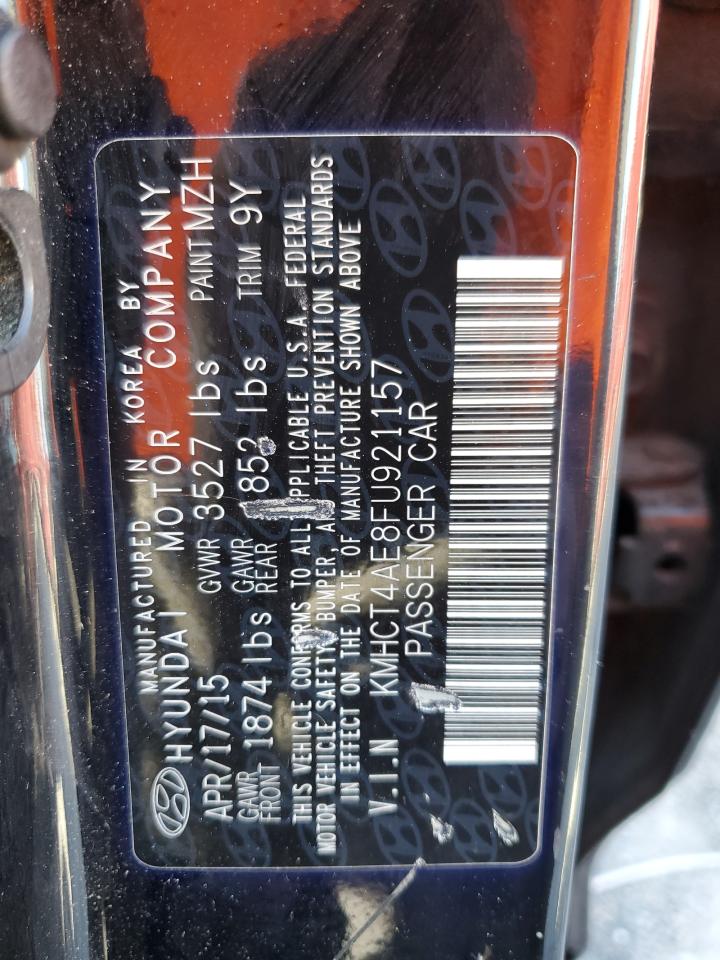 MANUFACTURED IN KOREA BY
HYUNDAI MOTOR COMPANY
APR/17/15 GVWR 3527 lbs PAINT MZH
GAWR FRONT 1874 lbs GAWR REAR lbs TRIM 9Y
THIS VEHICLE CONFORMS TO ALL APPLICABLE U.S.A. FEDERAL
MOTOR VEHICLE SAFETY, BUMPER, AND THEFT PREVENTION STANDARDS
IN EFFECT ON THE DATE OF MANUFACTURE SHOWN ABOVE
V.I.N KMHCT4AE8FU921157
PASSENGER CAR